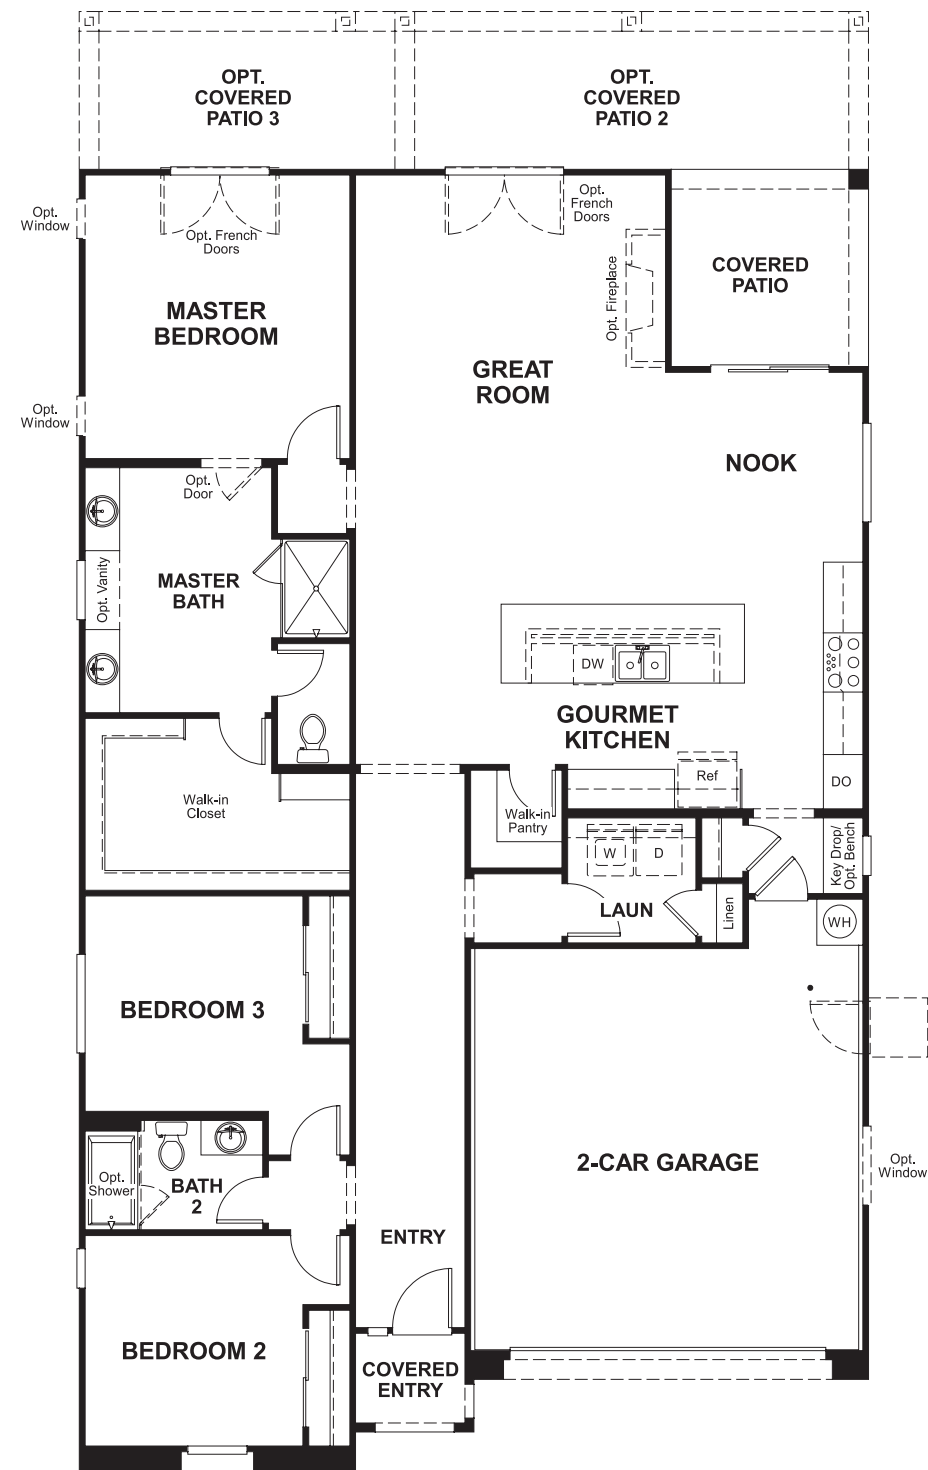 OPT.
COVERED
PATIO 3
OPT.
COVERED
PATIO 2
Opt.
Window
Opt. French
Doors
Opt.
French
Doors
COVERED
PATIO
Opt. Fireplace
MASTER
BEDROOM
GREAT
ROOM
Opt.
Window
NOOK
Opt.
Door
Opt. Vanity
MASTER
BATH
DW
GOURMET
KITCHEN
Ref
DO
Walk-in
Closet
Walk-in
Pantry
W
D
Key Drop/
Opt. Bench
LAUN
Linen
WH
BEDROOM 3
2-CAR GARAGE
Opt.
Window
Opt.
Shower
BATH
2
ENTRY
BEDROOM 2
COVERED
ENTRY